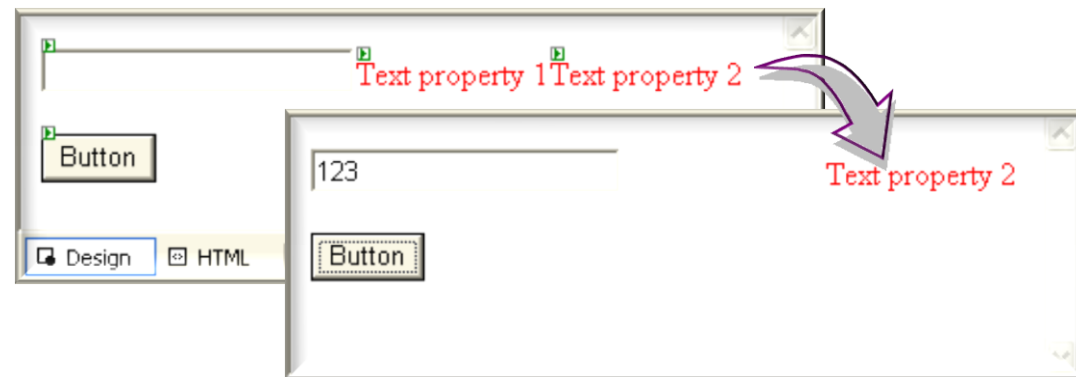 Text property 1Text property 2
Button
Design HTML
123
Text property 2
Button